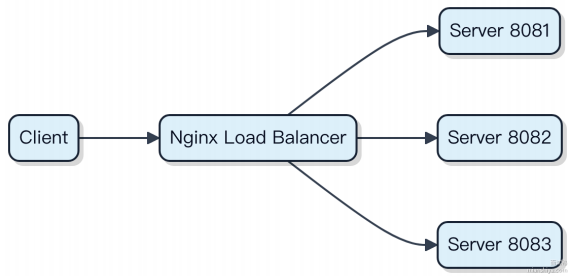 Server 8081
Client
Nginx Load Balancer
Server 8082
Server 8083